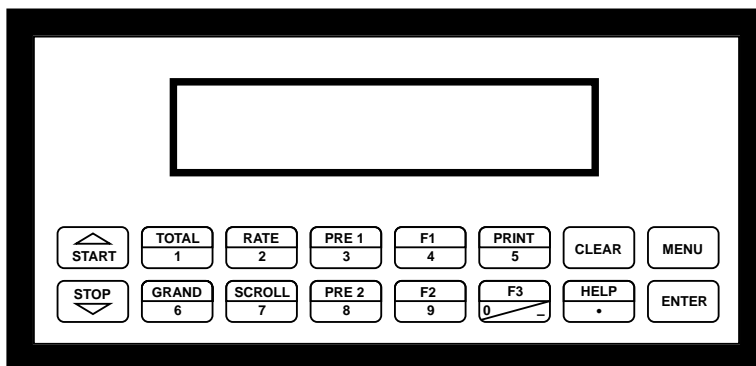 TOTAL RATE PRE 1 F1 PRINT
START 1 2 3 4 5 CLEAR MENU
STOP GRAND SCROLL PRE 2 F2 F3 HELP
6 7 8 9 0 – • ENTER